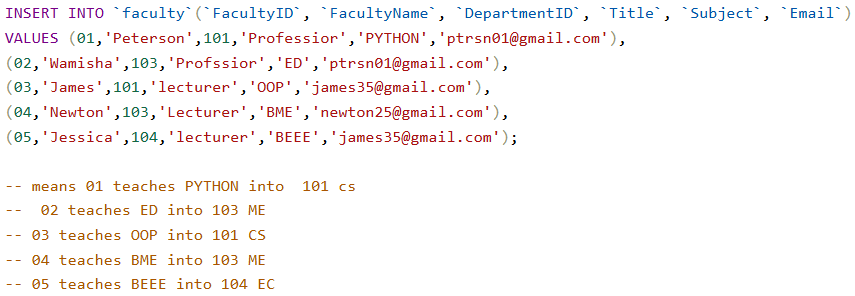 INSERT INTO `faculty`(`FacultyID`, `FacultyName`, `DepartmentID`, `Title`, `Subject`, `Email`)
VALUES (01,'Peterson',101,'Profession','PYTHON','ptrsn01@gmail.com'),
(02,'Wamisha',103,'Profssior','ED','ptrsn01@gmail.com'),
(03,'James',101,'lecturer','OOP','james35@gmail.com'),
(04,'Newton',103,'Lecturer','BME','newton25@gmail.com'),
(05,'Jessica',104,'lecturer','BEEE','james35@gmail.com');
-- means 01 teaches PYTHON into  101 cs
--  02 teaches ED into 103 ME
-- 03 teaches OOP into 101 CS
-- 04 teaches BME into 103 ME
-- 05 teaches BEEE into 104 EC